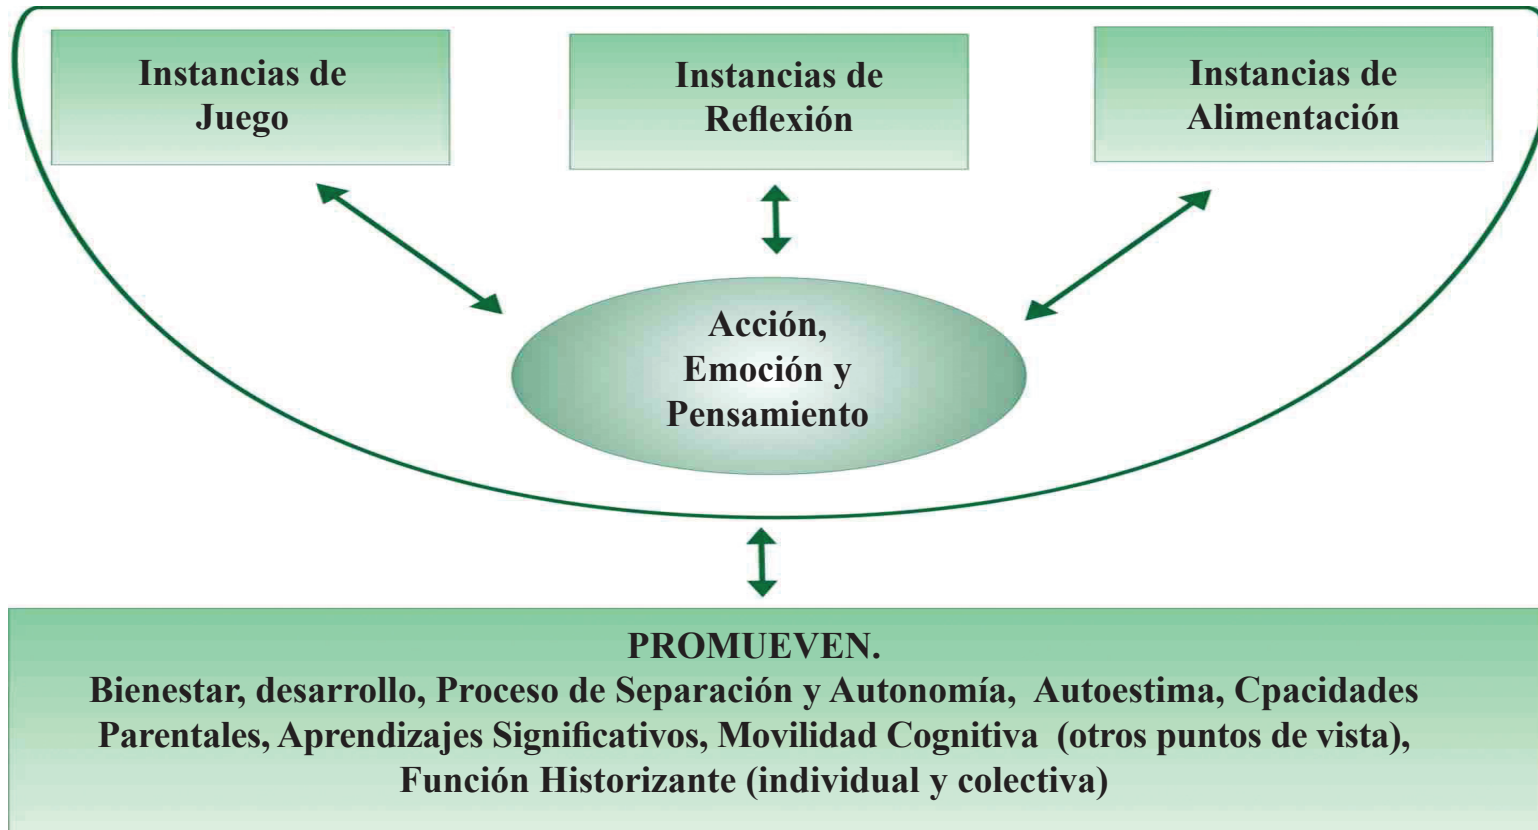 Instancias de
Juego
Instancias de
Reflexión
Instancias de
Alimentación
Acción,
Emoción y
Pensamiento
PROMUEVEN.
Bienestar, desarrollo, Proceso de Separación y Autonomía, Autoestima, Cpacidades
Parentales, Aprendizajes Significativos, Movilidad Cognitiva (otros puntos de vista),
Función Historizante (individual y colectiva)